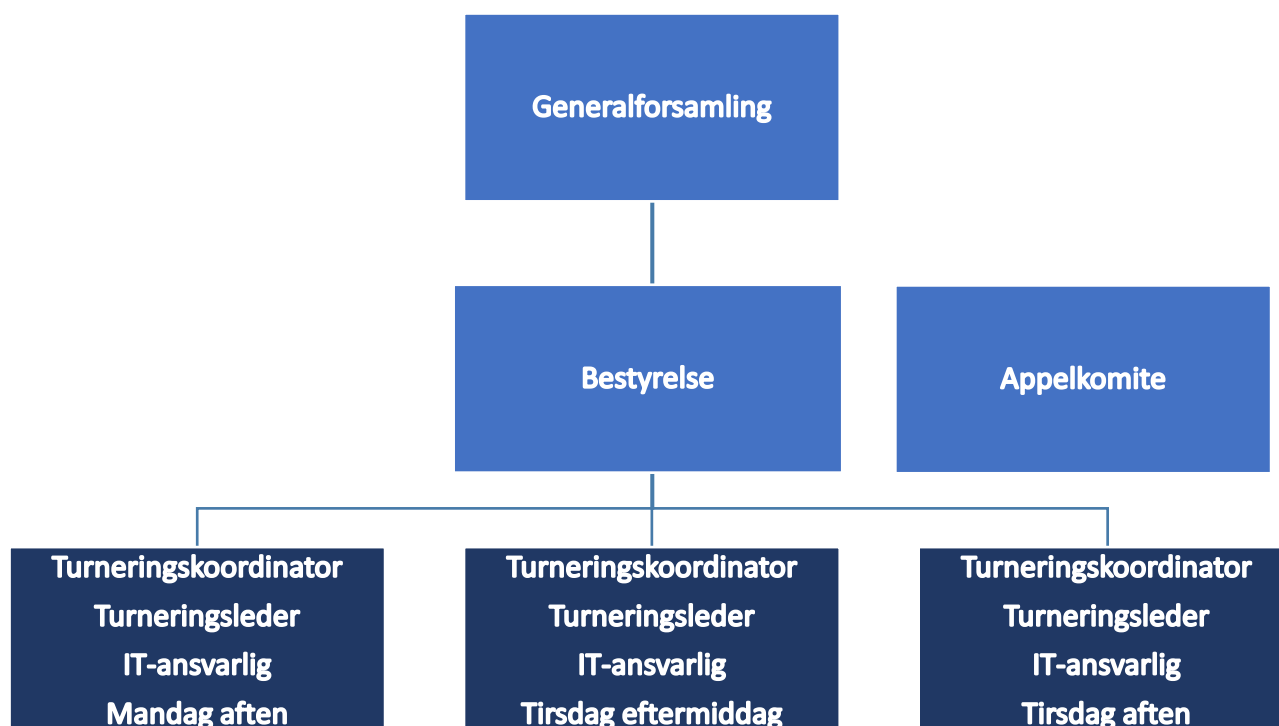 Generalforsamling
Bestyrelse
Appelkomite
Turneringskoordinator
Turneringsleder
IT-ansvarlig
Mandag aften
Turneringskoordinator
Turneringsleder
IT-ansvarlig
Tirsdag eftermiddag
Turneringskoordinator
Turneringsleder
IT-ansvarlig
Tirsdag aften